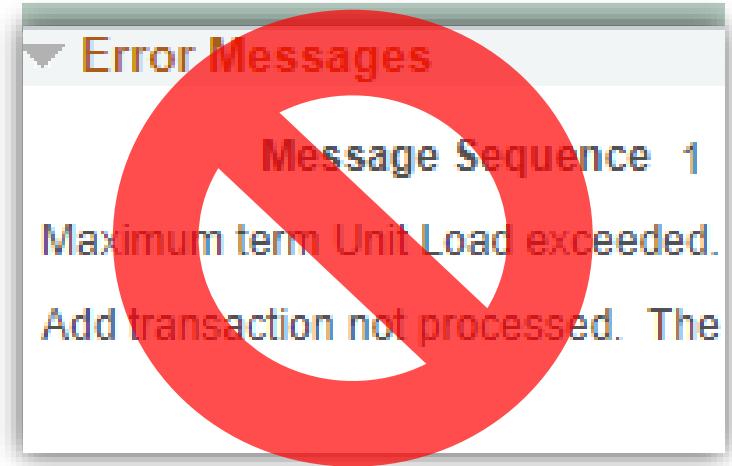 Error Messages
Message Sequence 1
Maximum term Unit Load exceeded.
Add transaction not processed. The